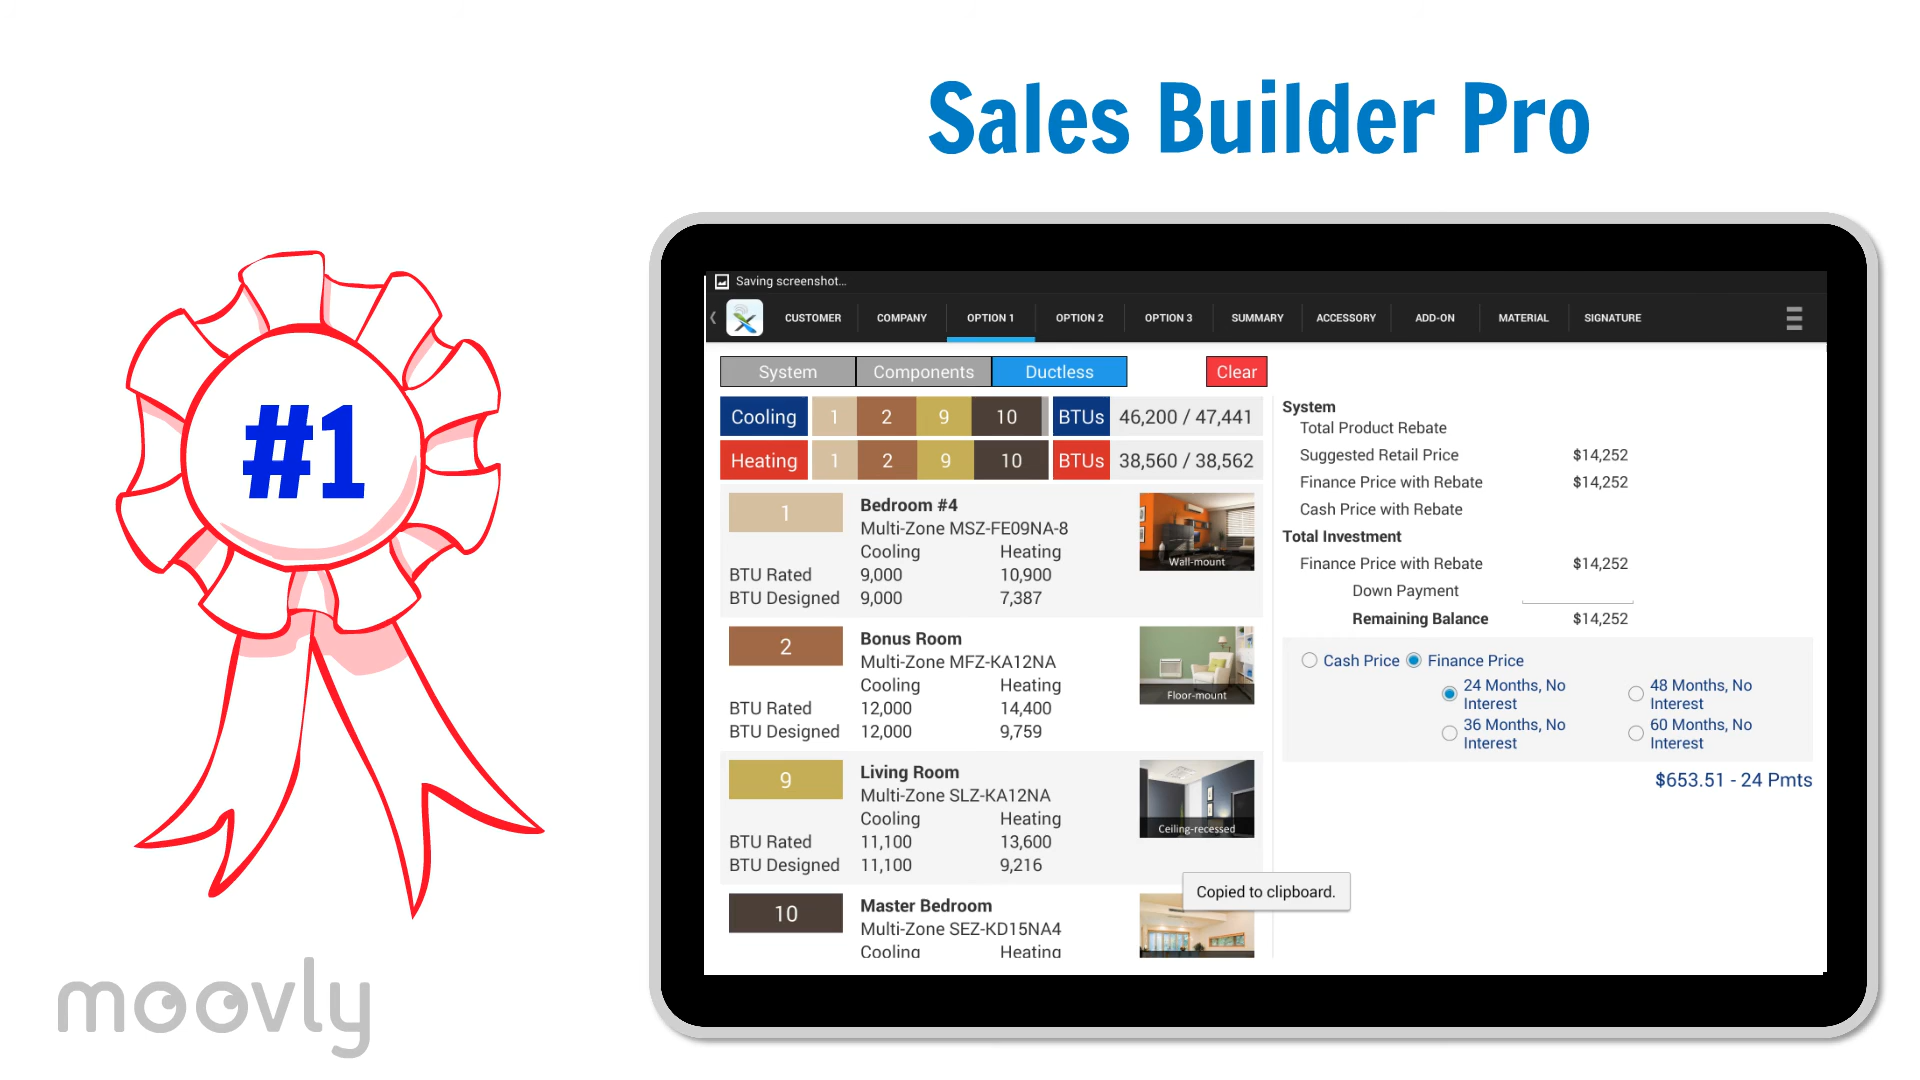 Sales Builder Pro
#1
moovly
Saving screenshot...
CUSTOMER COMPANY OPTION 1 OPTION 2 OPTION 3 SUMMARY ACCESSORY ADD-ON MATERIAL SIGNATURE
System Components Ductless Clear
Cooling 1 2 9 10 BTUs 46,200 / 47,441
Heating 1 2 9 10 BTUs 38,560 / 38,562
1 Bedroom #4
Multi-Zone MSZ-FE09NA-8
Cooling Heating
BTU Rated 9,000 10,900
BTU Designed 9,000 7,387
Wall-mount
2 Bonus Room
Multi-Zone MFZ-KA12NA
Cooling Heating
BTU Rated 12,000 14,400
BTU Designed 12,000 9,759
Floor-mount
9 Living Room
Multi-Zone SLZ-KA12NA
Cooling Heating
BTU Rated 11,100 13,600
BTU Designed 11,100 9,216
Ceiling-recessed
10 Master Bedroom
Multi-Zone SEZ-KD15NA4
Cooling Heating
System
Total Product Rebate
Suggested Retail Price $14,252
Finance Price with Rebate $14,252
Cash Price with Rebate
Total Investment
Finance Price with Rebate $14,252
Down Payment
Remaining Balance $14,252
Cash Price Finance Price
24 Months, No Interest
48 Months, No Interest
36 Months, No Interest
60 Months, No Interest
$653.51 - 24 Pmts
Copied to clipboard.